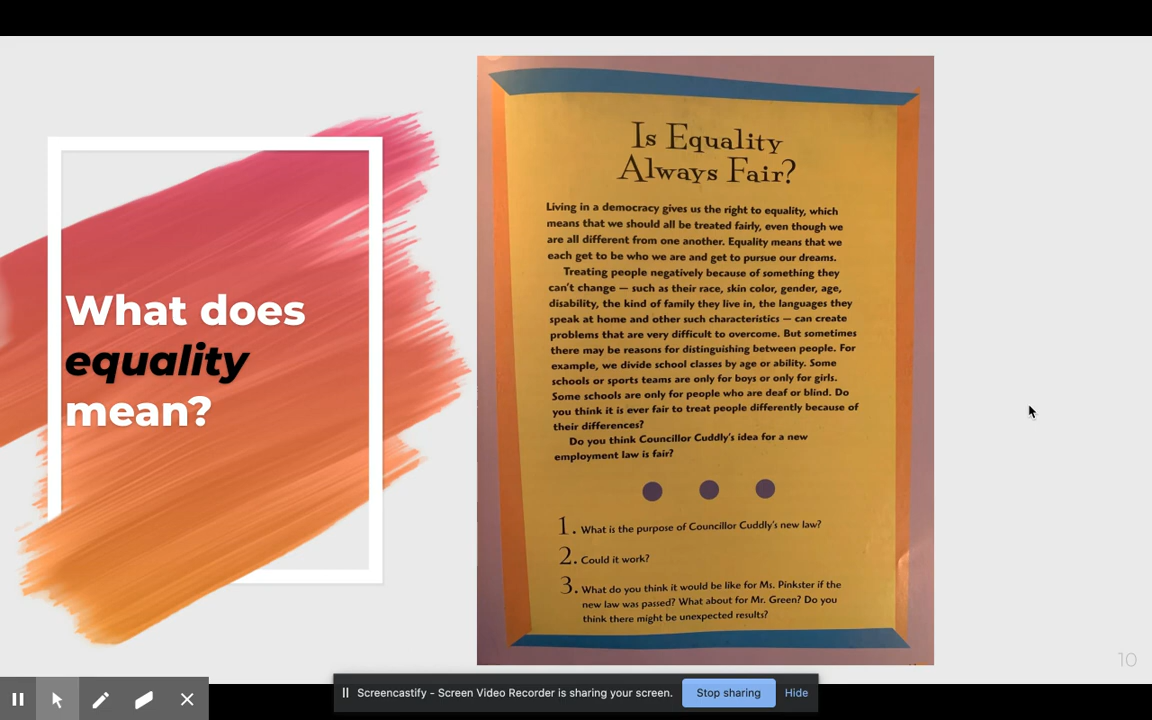 What does
equality
mean?
Is Equality
Always Fair?
Living in a democracy gives us the right to equality, which
means that we should all be treated fairly, even though we
are all different from one another. Equality means that we
each get to be who we are and get to pursue our dreams.
Treating people negatively because of something they
can't change — such as their race, skin color, gender, age,
disability, the kind of family they live in, the languages they
speak at home and other such characteristics — can create
problems that are very difficult to overcome. But sometimes
there may be reasons for distinguishing between people. For
example, we divide school classes by age or ability. Some
schools or sports teams are only for boys or only for girls.
Some schools are only for people who are deaf or blind. Do
you think it is ever fair to treat people differently because of
their differences?
Do you think Councillor Cuddly's idea for a new
employment law is fair?
1. What is the purpose of Councillor Cuddly's new law?
2. Could it work?
3. What do you think it would be like for Ms. Pinkster if the
new law was passed? What about for Mr. Green? Do you
think there might be unexpected results?
10
Screencastify - Screen Video Recorder is sharing your screen.
Stop sharing
Hide